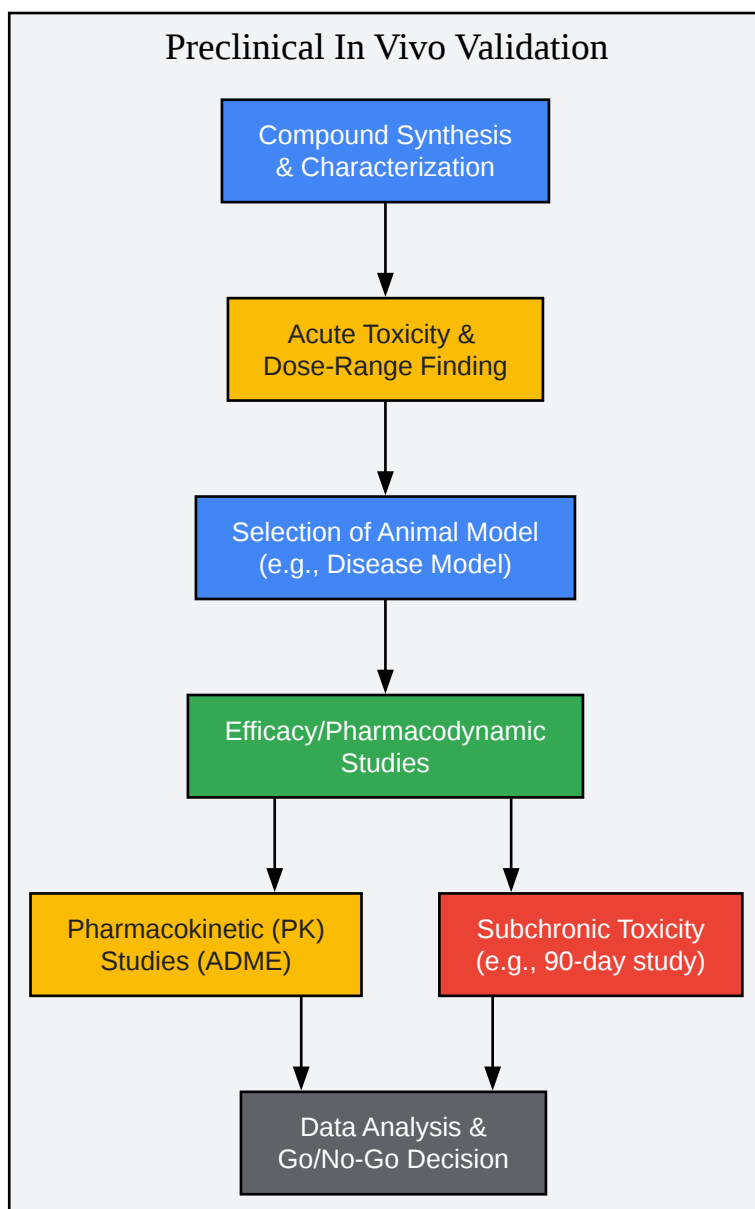 Preclinical In Vivo Validation
Compound Synthesis
& Characterization
Acute Toxicity &
Dose-Range Finding
Selection of Animal Model
(e.g., Disease Model)
Efficacy/Pharmacodynamic
Studies
Pharmacokinetic (PK)
Studies (ADME)
Subchronic Toxicity
(e.g., 90-day study)
Data Analysis &
Go/No-Go Decision